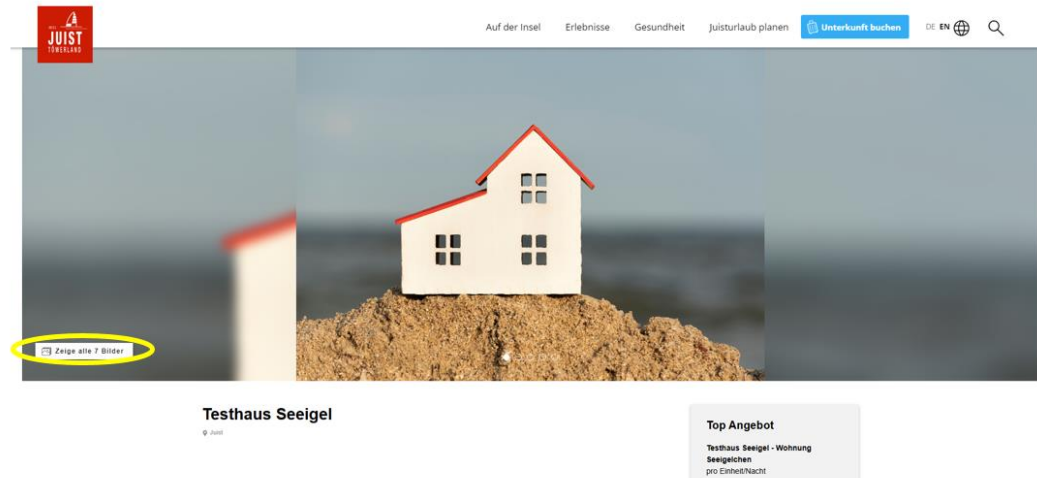 INSEL
JUIST
TÖWERLAND
Auf der Insel Erlebnisse Gesundheit Juisturlaub planen Unterkunft buchen DE EN
Zeige alle 7 Bilder
Testhaus Seeigel
Juist
Top Angebot
Testhaus Seeigel - Wohnung
Seeigelchen
pro Einheit/Nacht